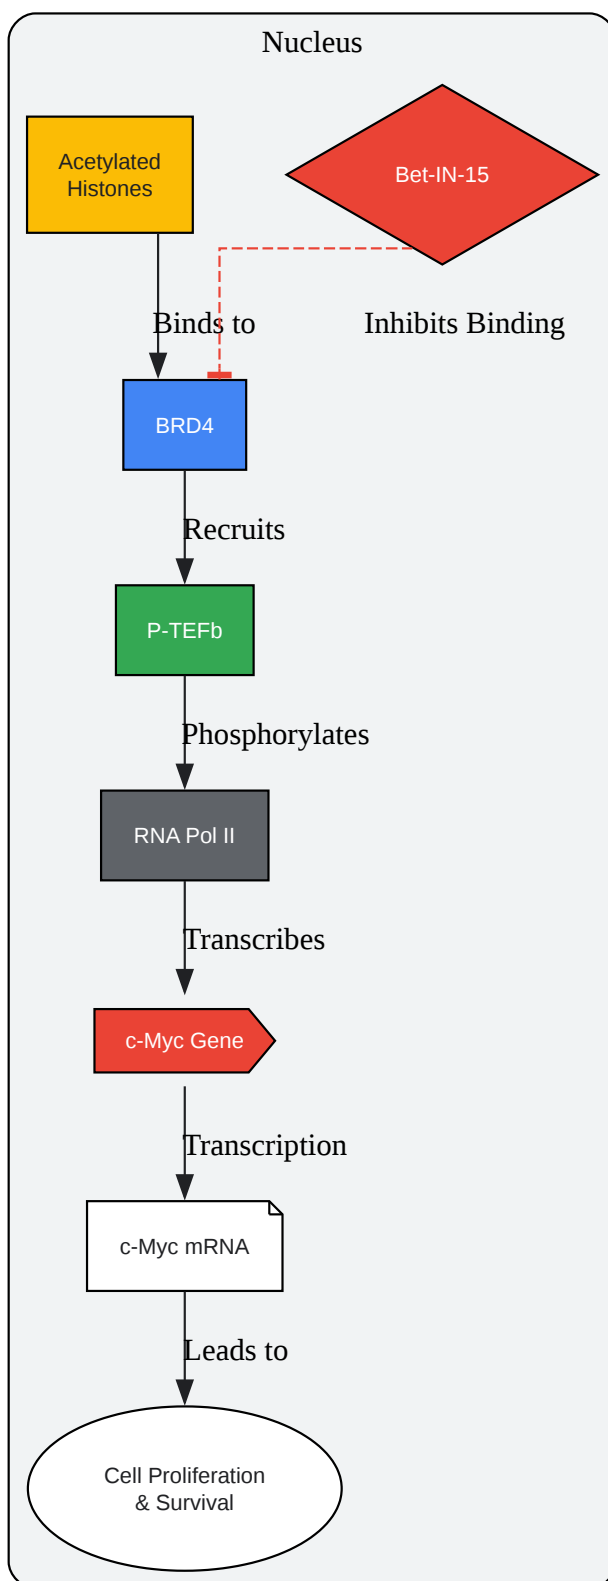 Nucleus
Acetylated
Histones
Bet-IN-15
Binds to
Inhibits Binding
BRD4
Recruits
P-TEFb
Phosphorylates
RNA Pol II
Transcribes
c-Myc Gene
Transcription
c-Myc mRNA
Leads to
Cell Proliferation
& Survival